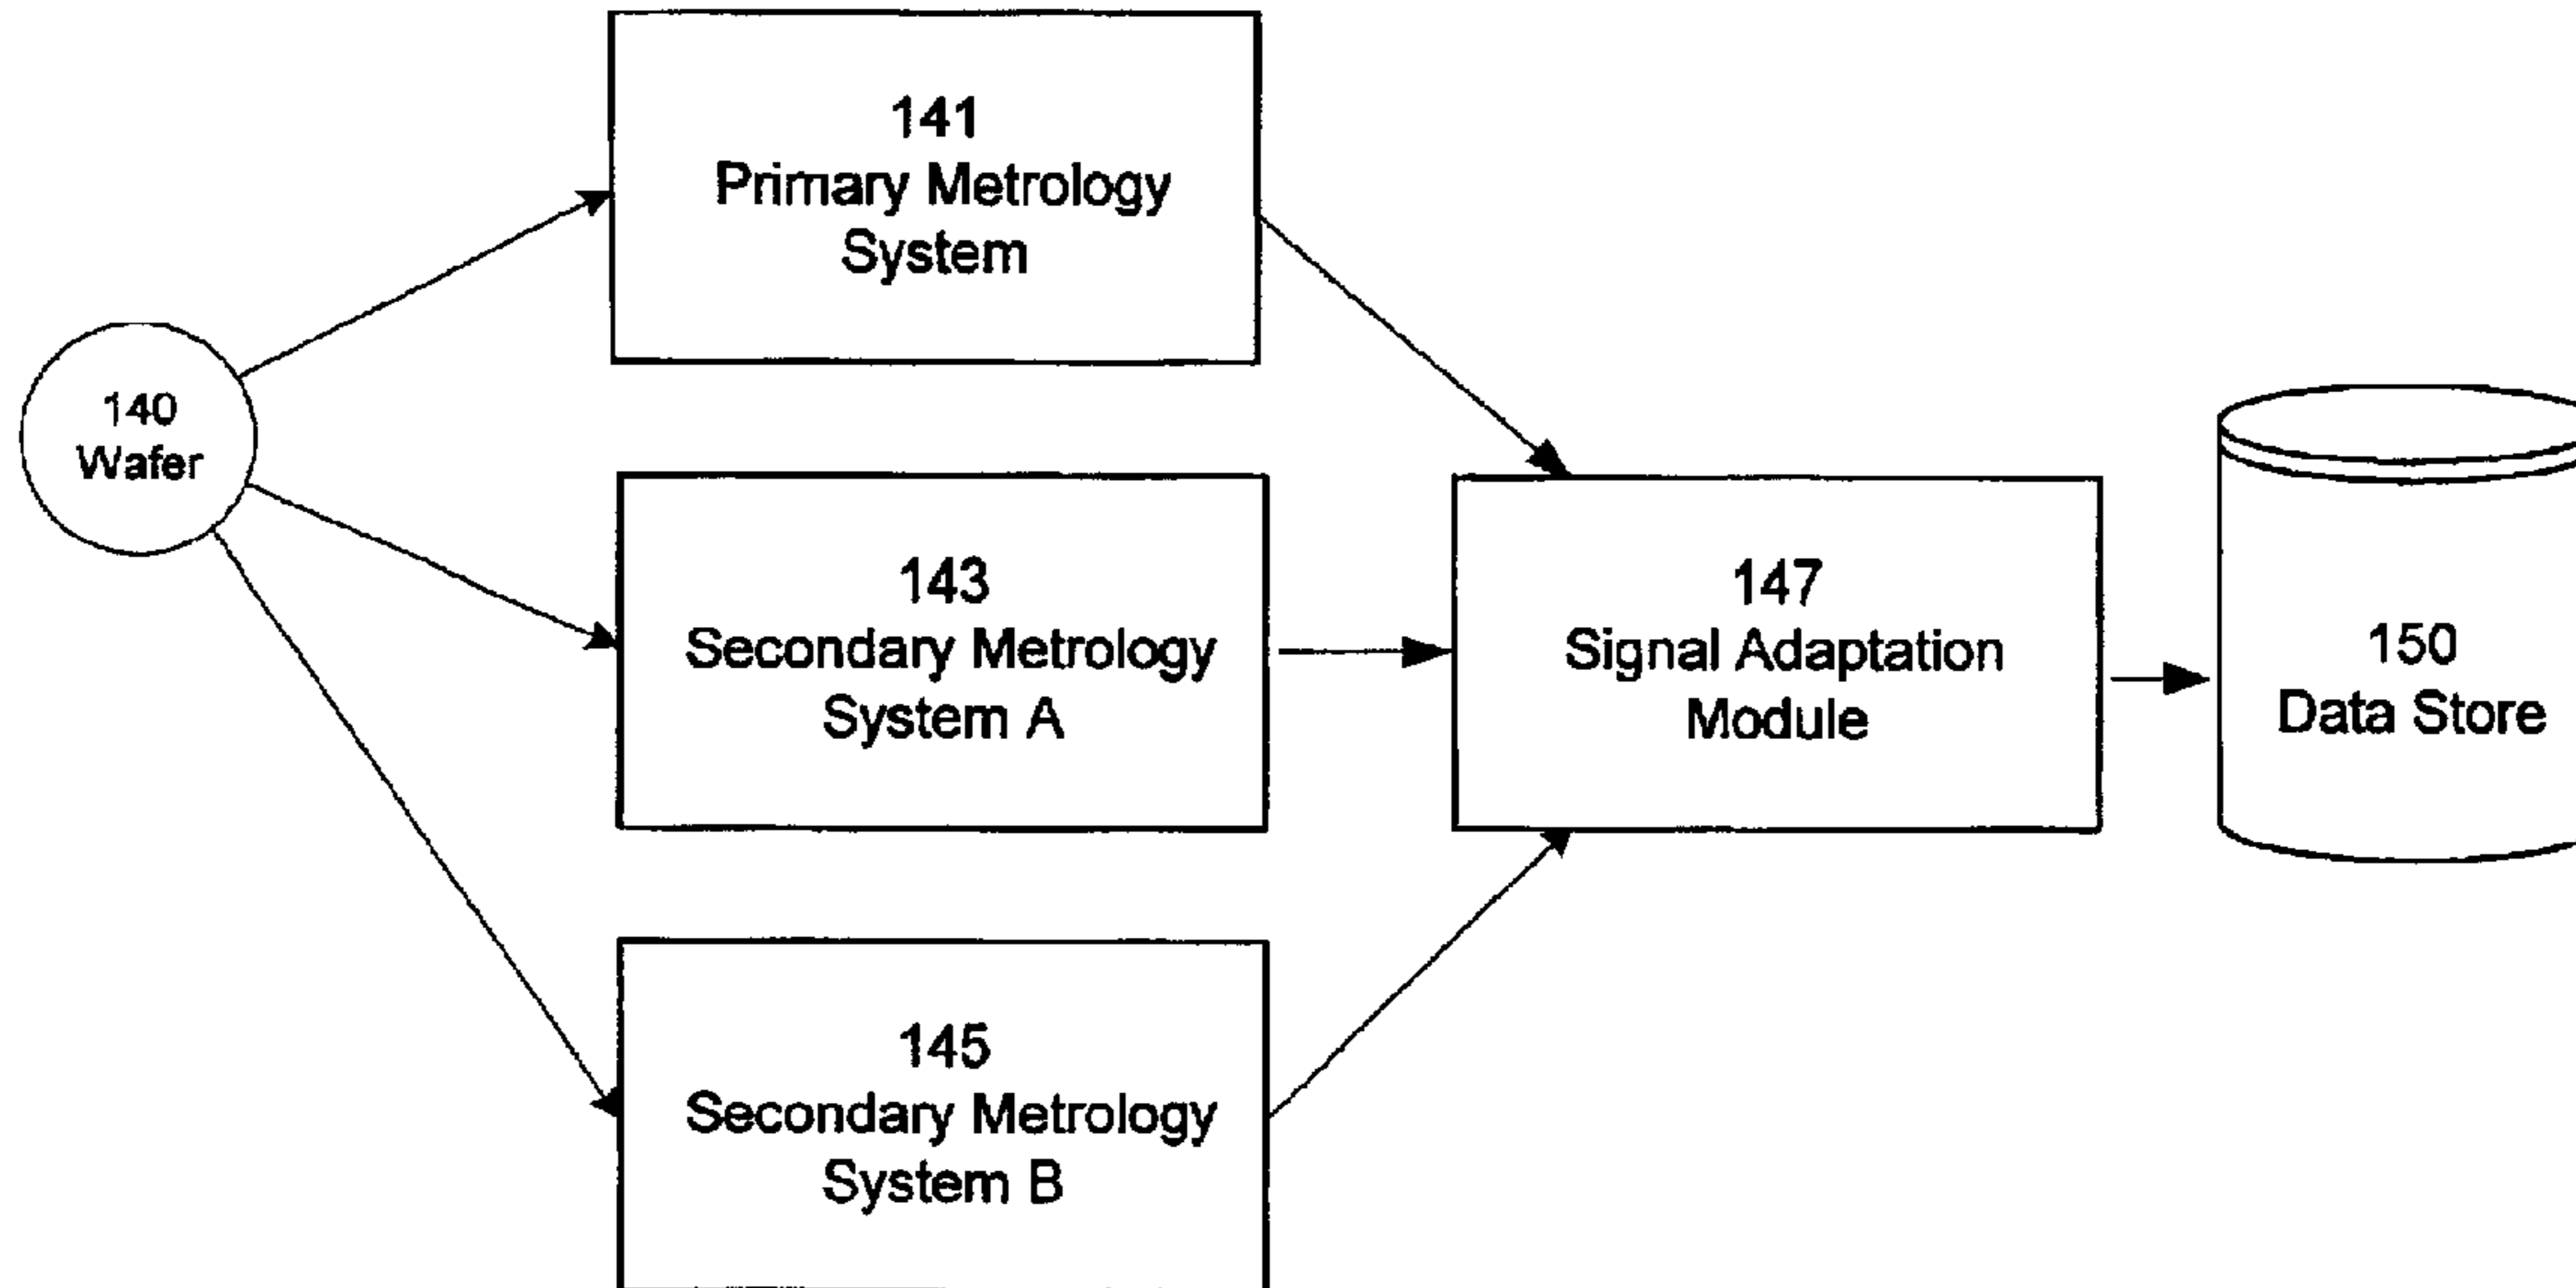 141
Primary Metrology
System
140
Wafer
143
Secondary Metrology
System A
147
Signal Adaptation
Module
150
Data Store
145
Secondary Metrology
System B